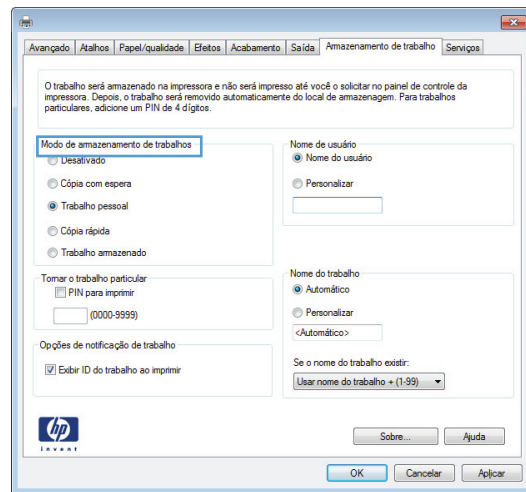 Avançado Atalhos Papel/qualidade Efeitos Acabamento Saída Armazenamento de trabalho Serviços
O trabalho será armazenado na impressora e não será impresso até você o solicitar no painel de controle da
impressora. Depois, o trabalho será removido automaticamente do local de armazenagem. Para trabalhos
particulares, adicione um PIN de 4 dígitos.
Modo de armazenamento de trabalhos
Desativado
Cópia com espera
Trabalho pessoal
Cópia rápida
Trabalho armazenado
Nome de usuário
Nome do usuário
Personalizar
Tornar o trabalho particular
PIN para imprimir
(0000-9999)
Nome do trabalho
Automático
Personalizar
<Automático>
Opções de notificação de trabalho
Exibir ID do trabalho ao imprimir
Se o nome do trabalho existir:
Usar nome do trabalho + (1-99)
hp
invent
Sobre... Ajuda
OK Cancelar Aplicar